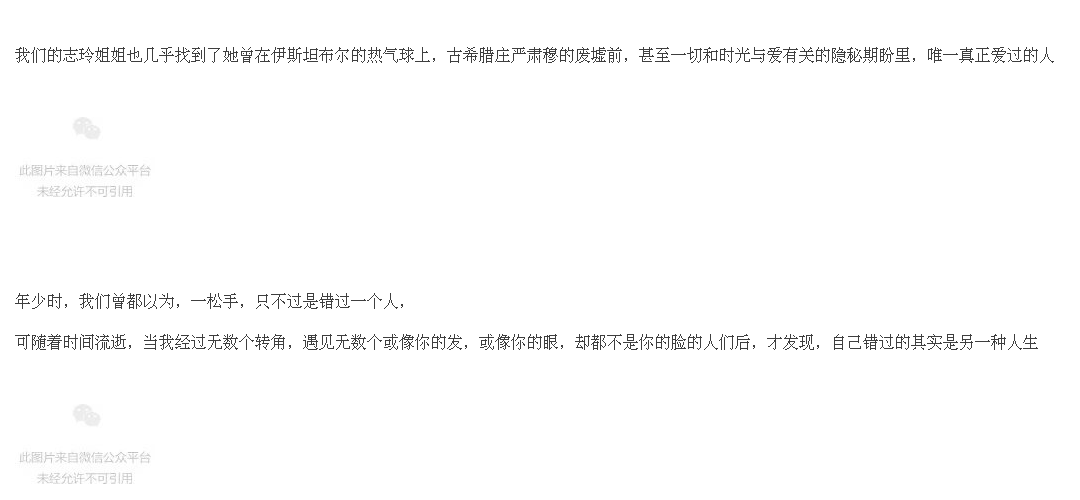 我们的志玲姐姐也几乎找到了她曾在伊斯坦布尔的热气球上，古希腊庄严肃穆的废墟前，甚至一切和时光与爱有关的隐秘期盼里，唯一真正爱过的人
此图片来自微信公众平台
未经允许不可引用
年少时，我们曾都以为，一松手，只不过是错过一个人，
可随着时间流逝，当我经过无数个转角，遇见无数个或像你的发，或像你的眼，却都不是你的脸的人们后，才发现，自己错过的其实是另一种人生
此图片来自微信公众平台
未经允许不可引用